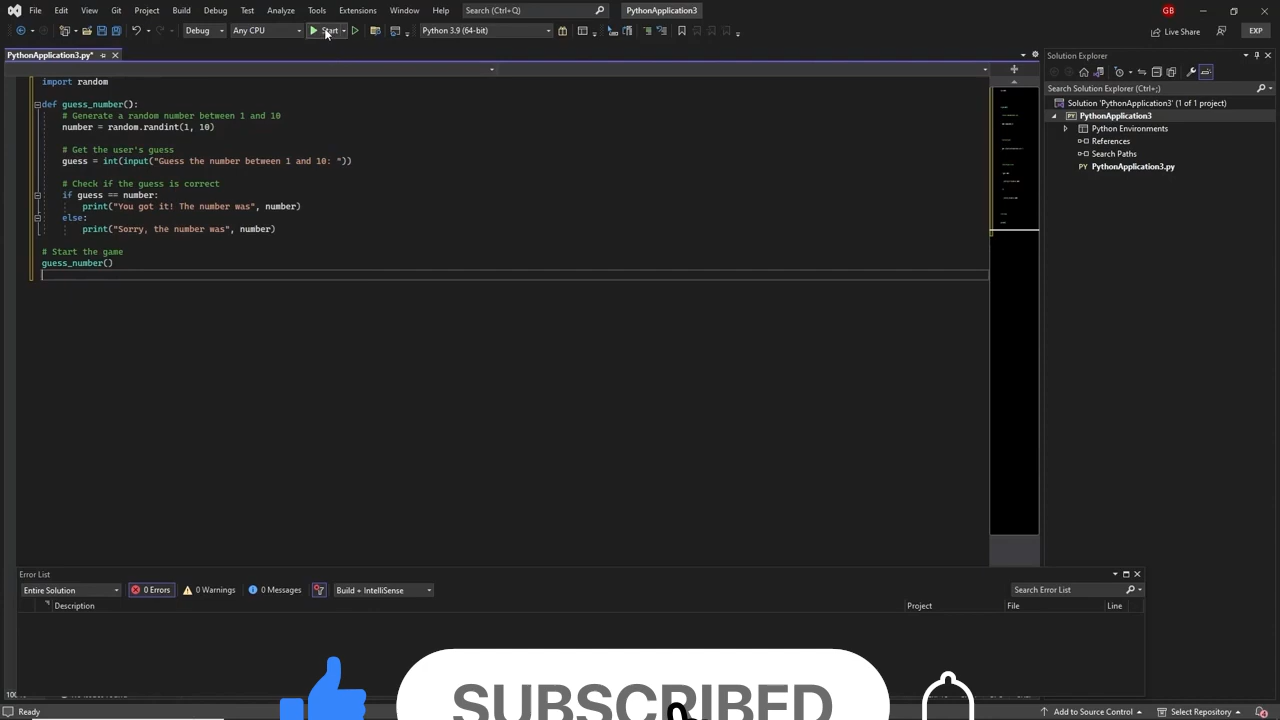 File Edit View Git Project Build Debug Test Analyze Tools Extensions Window Help Search (Ctrl+Q) PythonApplication3 GB
Debug Any CPU Start Python 3.9 (64-bit) Live Share EXP
PythonApplication3.py*
import random
def guess_number():
# Generate a random number between 1 and 10
number = random.randint(1, 10)
# Get the user's guess
guess = int(input("Guess the number between 1 and 10: "))
# Check if the guess is correct
if guess == number:
print("You got it! The number was", number)
else:
print("Sorry, the number was", number)
# Start the game
guess_number()
Solution Explorer
Search Solution Explorer (Ctrl+;)
Solution 'PythonApplication3' (1 of 1 project)
PythonApplication3
Python Environments
References
Search Paths
PY PythonApplication3.py
Error List
Entire Solution 0 Errors 0 Warnings 0 Messages Build + IntelliSense Search Error List
Description Project File Line
SUBSCRIBED
Ready Add to Source Control Select Repository